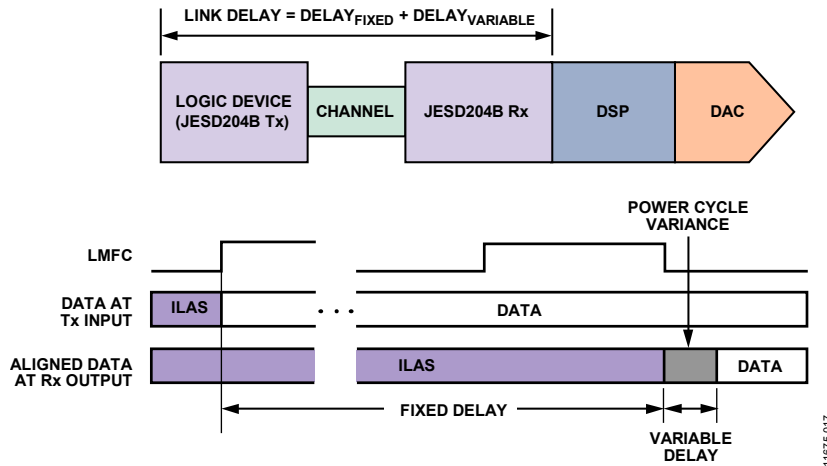 LINK DELAY = DELAYFIXED + DELAYVARIABLE
LOGIC DEVICE
(JESD204B Tx)
CHANNEL
JESD204B Rx
DSP
DAC
POWER CYCLE
VARIANCE
LMFC
DATA AT
Tx INPUT
ILAS
. . .
DATA
ALIGNED DATA
AT Rx OUTPUT
ILAS
DATA
FIXED DELAY
VARIABLE
DELAY
11675-017